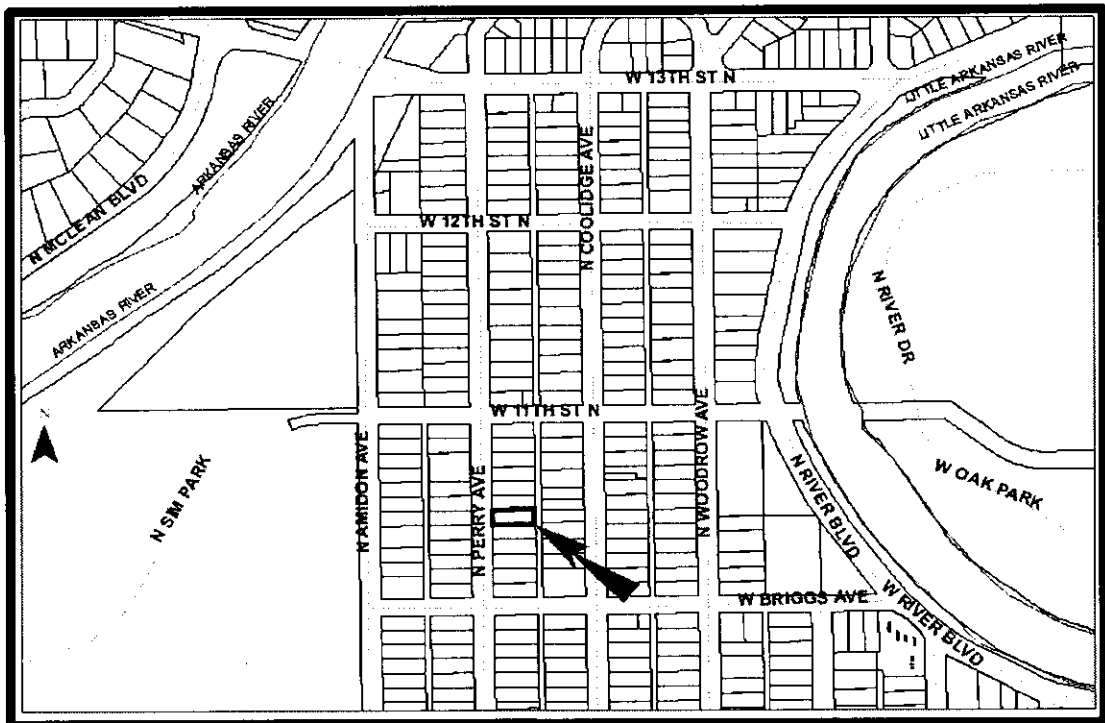 W 13TH ST N
LITTLE ARKANSAS RIVER
LITTLE ARKANSAS RIVER
ARKANSAS RIVER
N MCLEAN BLVD
N COOLIDGE AVE
W 12TH ST N
ARKANSAS RIVER
N RIVER DR
W 11TH ST N
N
N AMIDON AVE
N PERRY AVE
N WOODROW AVE
N SIM PARK
N RIVER BLVD
W OAK PARK
W BRIGGS AVE
W RIVER BLVD